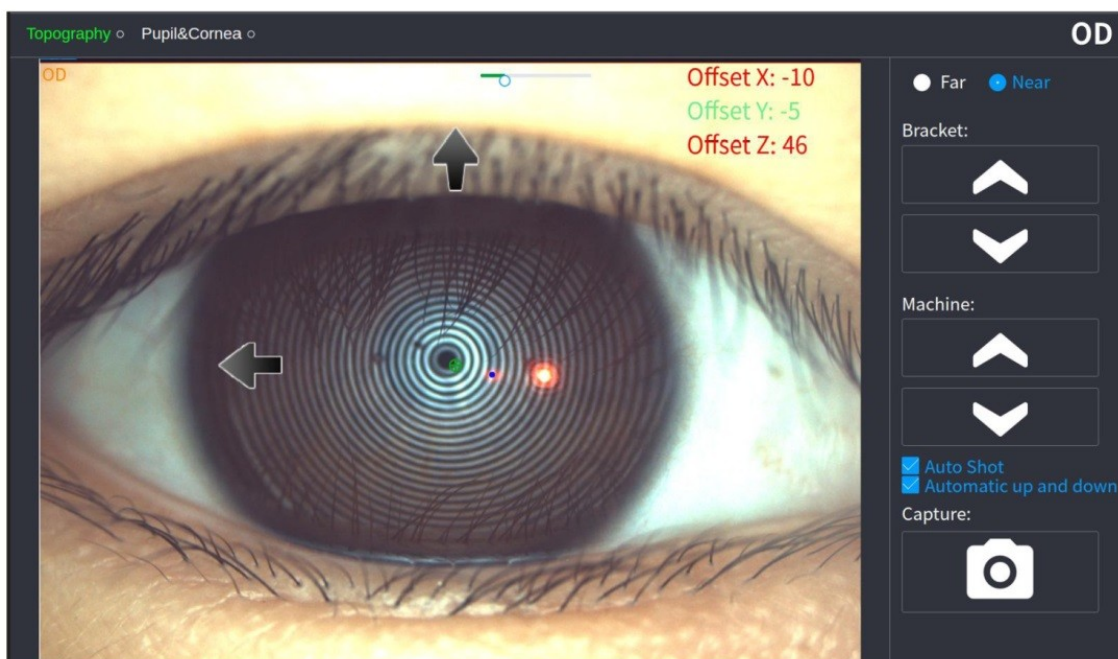 Topography Pupil&Cornea OD
OD
Offset X: -10
Offset Y: -5
Offset Z: 46
Far Near
Bracket:
Machine:
Auto Shot
Automatic up and down
Capture: